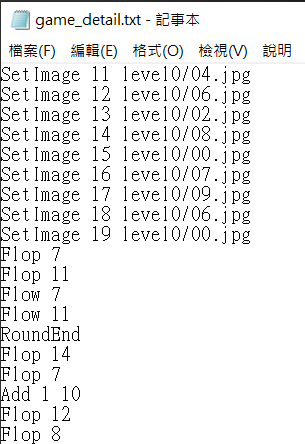 game_detail.txt - 記事本
檔案(F) 編輯(E) 格式(O) 檢視(V) 說明
SetImage 11 level0/04.jpg
SetImage 12 level0/06.jpg
SetImage 13 level0/02.jpg
SetImage 14 level0/08.jpg
SetImage 15 level0/00.jpg
SetImage 16 level0/07.jpg
SetImage 17 level0/09.jpg
SetImage 18 level0/06.jpg
SetImage 19 level0/00.jpg
Flop 7
Flop 11
Flow 7
Flow 11
RoundEnd
Flop 14
Flop 7
Add 1 10
Flop 12
Flop 8